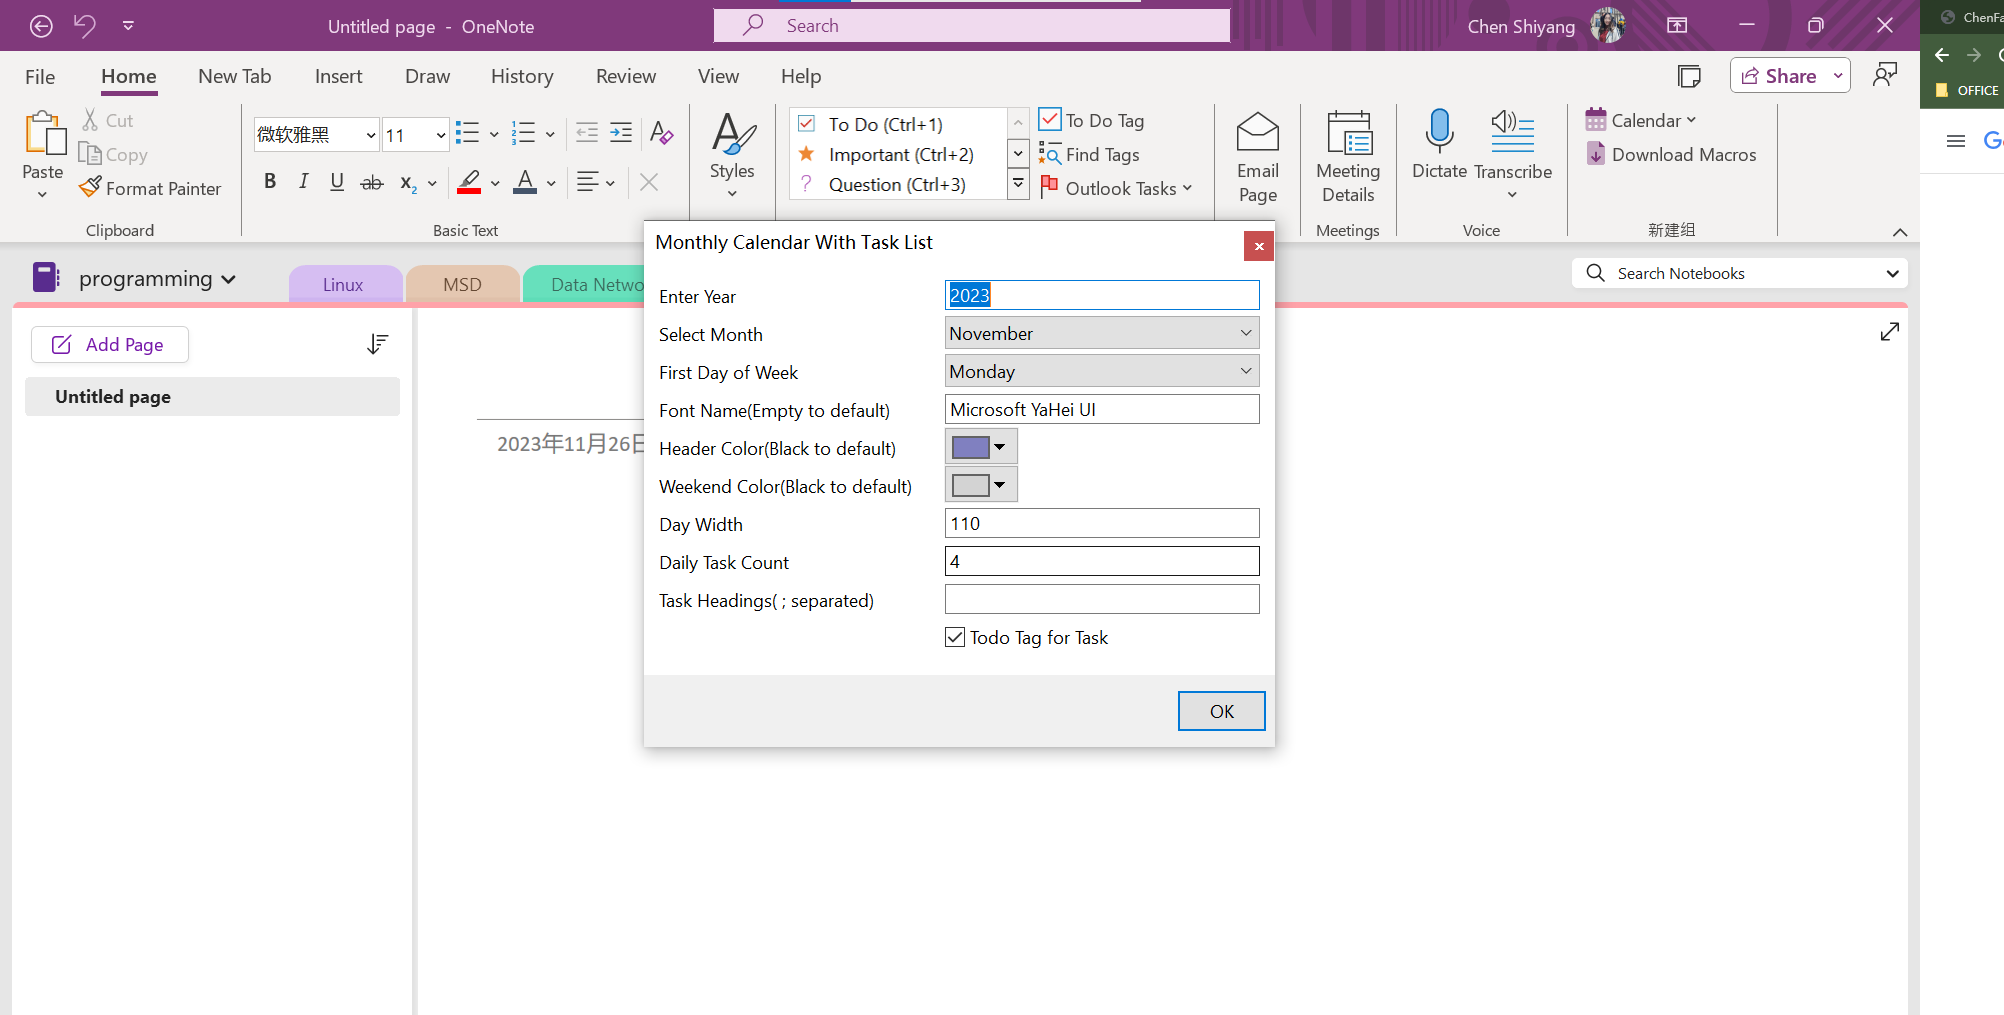 Untitled page - OneNote
Search
Chen Shiyang
File Home New Tab Insert Draw History Review View Help
Share
OFFICE
Paste
Cut
Copy
Format Painter
Clipboard
微软雅黑 11
B I U ab x₂ A
Basic Text
Styles
To Do (Ctrl+1)
Important (Ctrl+2)
Question (Ctrl+3)
To Do Tag
Find Tags
Outlook Tasks
Email Page
Meeting Details
Meetings
Dictate
Transcribe
Voice
Calendar
Download Macros
新建组
programming
Linux
MSD
Data Netwo
Search Notebooks
Add Page
Untitled page
2023年11月26日
Monthly Calendar With Task List
Enter Year 2023
Select Month November
First Day of Week Monday
Font Name(Empty to default) Microsoft YaHei UI
Header Color(Black to default)
Weekend Color(Black to default)
Day Width 110
Daily Task Count 4
Task Headings( ; separated)
Todo Tag for Task
OK